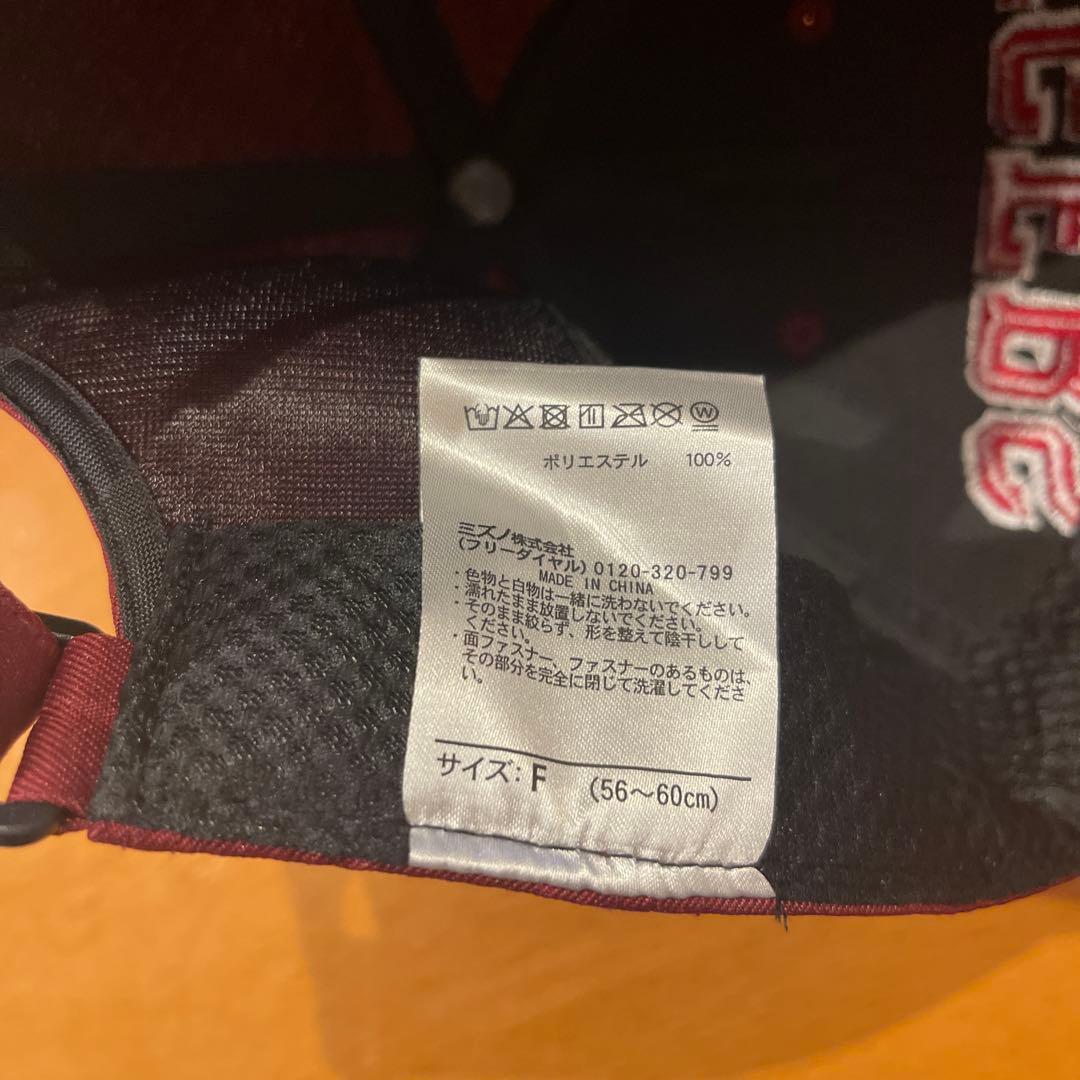 ポリエステル 100%
ミズノ株式会社
(フリーダイヤル) 0120-320-799
MADE IN CHINA
・色物と白物は一緒に洗わないでください。
・濡れたまま放置しないでください。
・そのまま絞らず、形を整えて陰干しして
ください。
・面ファスナー、ファスナーのあるものは、
その部分を完全に閉じて洗濯してくださ
い。
サイズ: F (56～60cm)